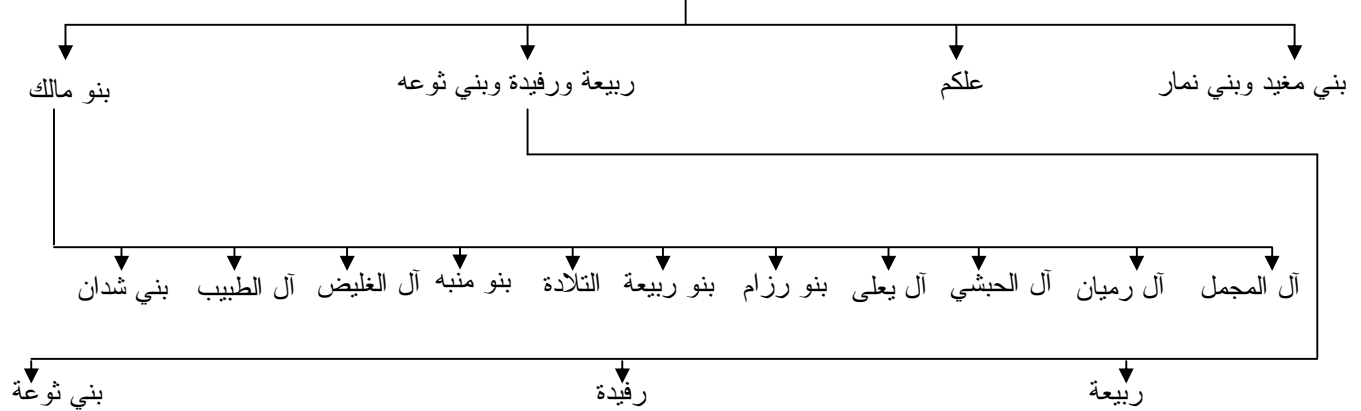 بني مغيد وبني نمار
علكم
ربيعة ورفيدة وبني ثوعه
بنو مالك
آل المجمل
آل رميان
آل الحبشي
آل يعلى
بنو رزام
بنو ربيعة
التلادة
بنو منبه
آل الغليض
آل الطبيب
بني شدان
ربيعة
رفيدة
بني ثوعة